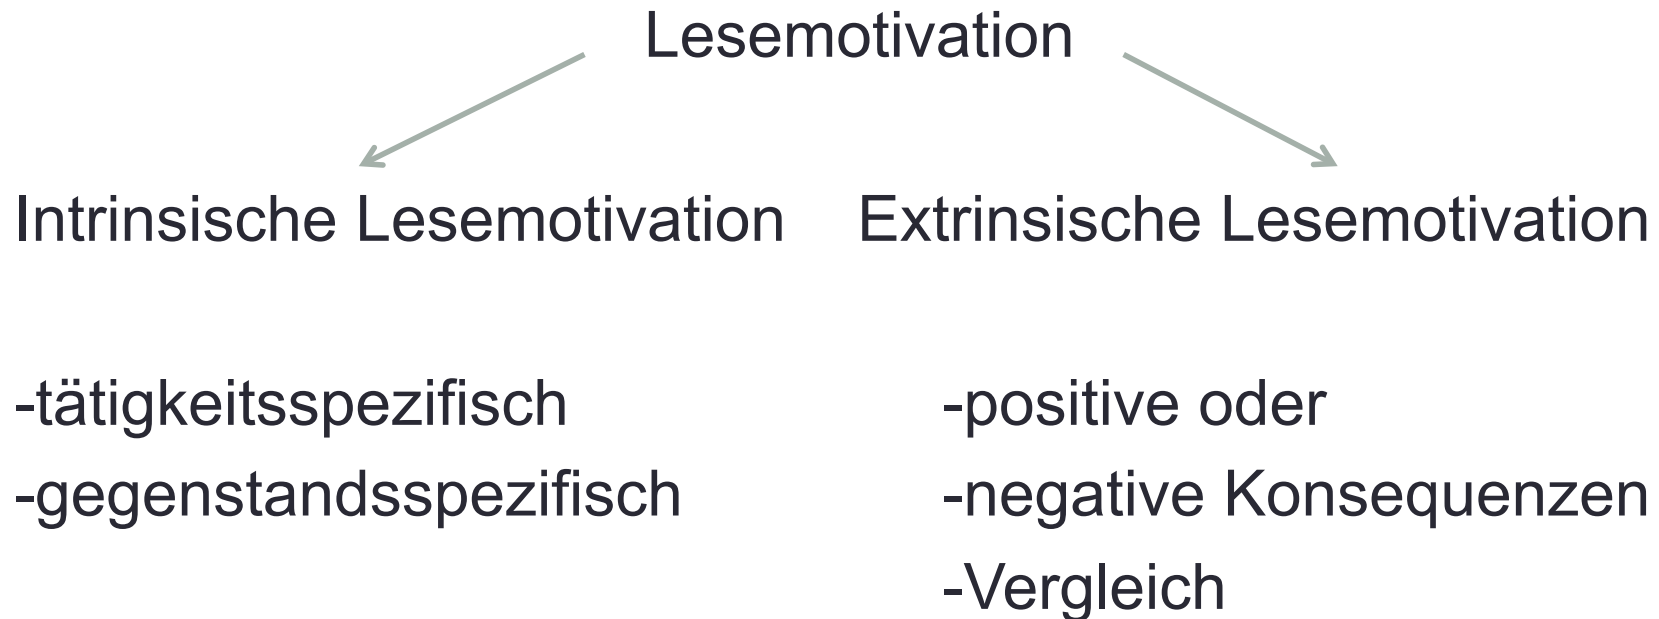 Lesemotivation
Intrinsische Lesemotivation
Extrinsische Lesemotivation
-tätigkeitsspezifisch
-gegenstandsspezifisch
-positive oder
-negative Konsequenzen
-Vergleich